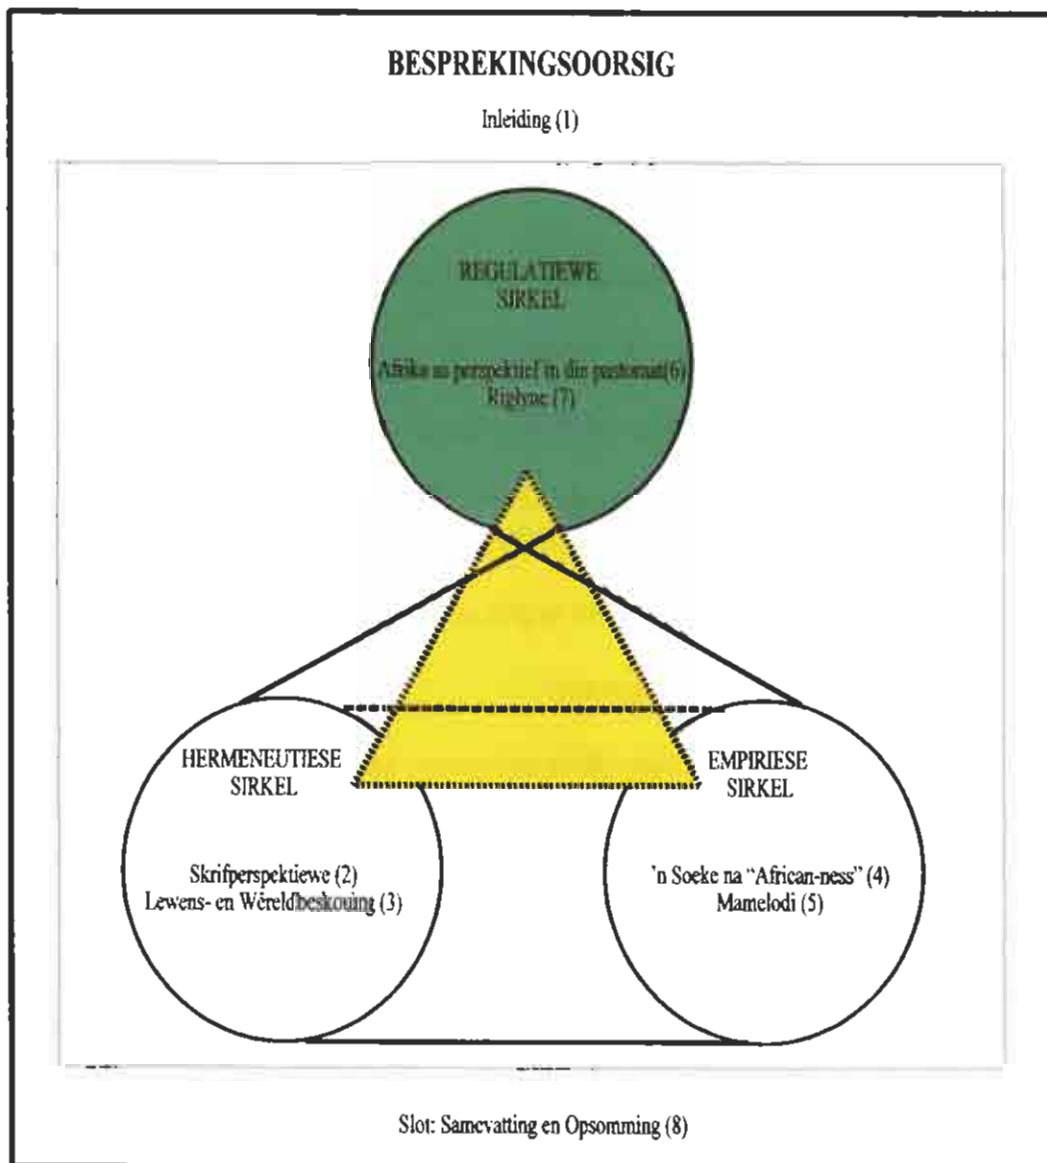 BESPREKINGSOORSIG
Inleiding (1)
REGULATIEWE
SIRKEL
Afrika as perspektief in die pastoraat(6)
Riglyne (7)
HERMENEUTIESE
SIRKEL
Skrifperspektiewe (2)
Lewens- en Wêreldbeskouing (3)
EMPIRIESE
SIRKEL
'n Soeke na “African-ness” (4)
Mamelodi (5)
Slot: Samevatting en Opsomming (8)